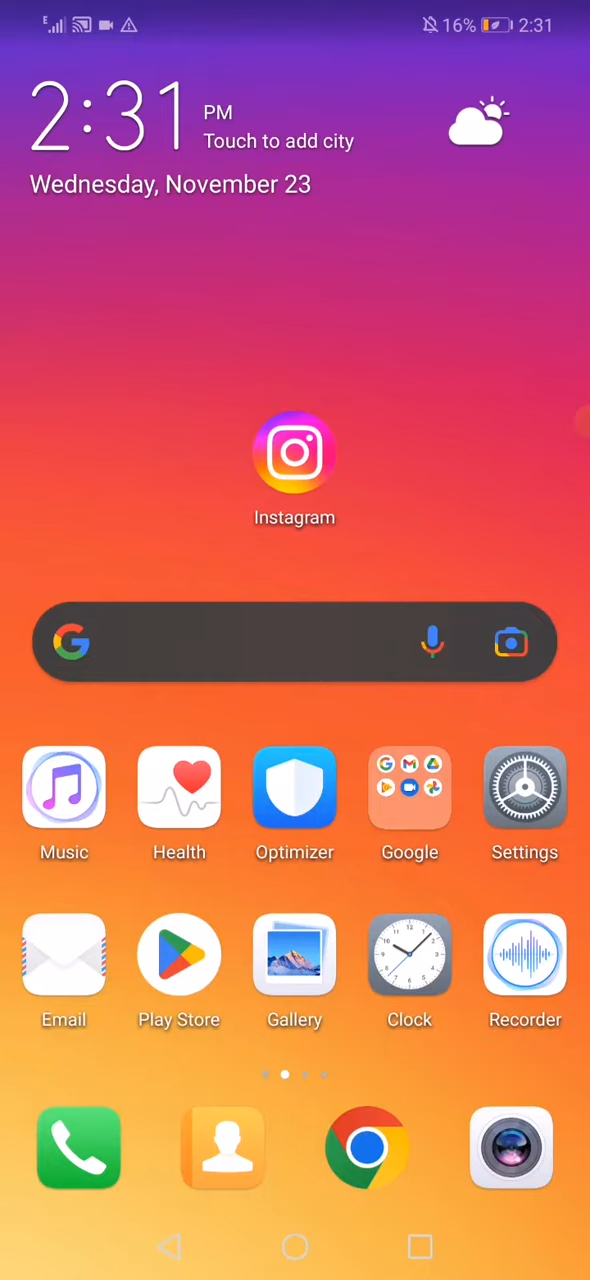 E 16% 2:31
2:31 PM
Touch to add city
Wednesday, November 23
Instagram
Music Health Optimizer Google Settings
Email Play Store Gallery Clock Recorder